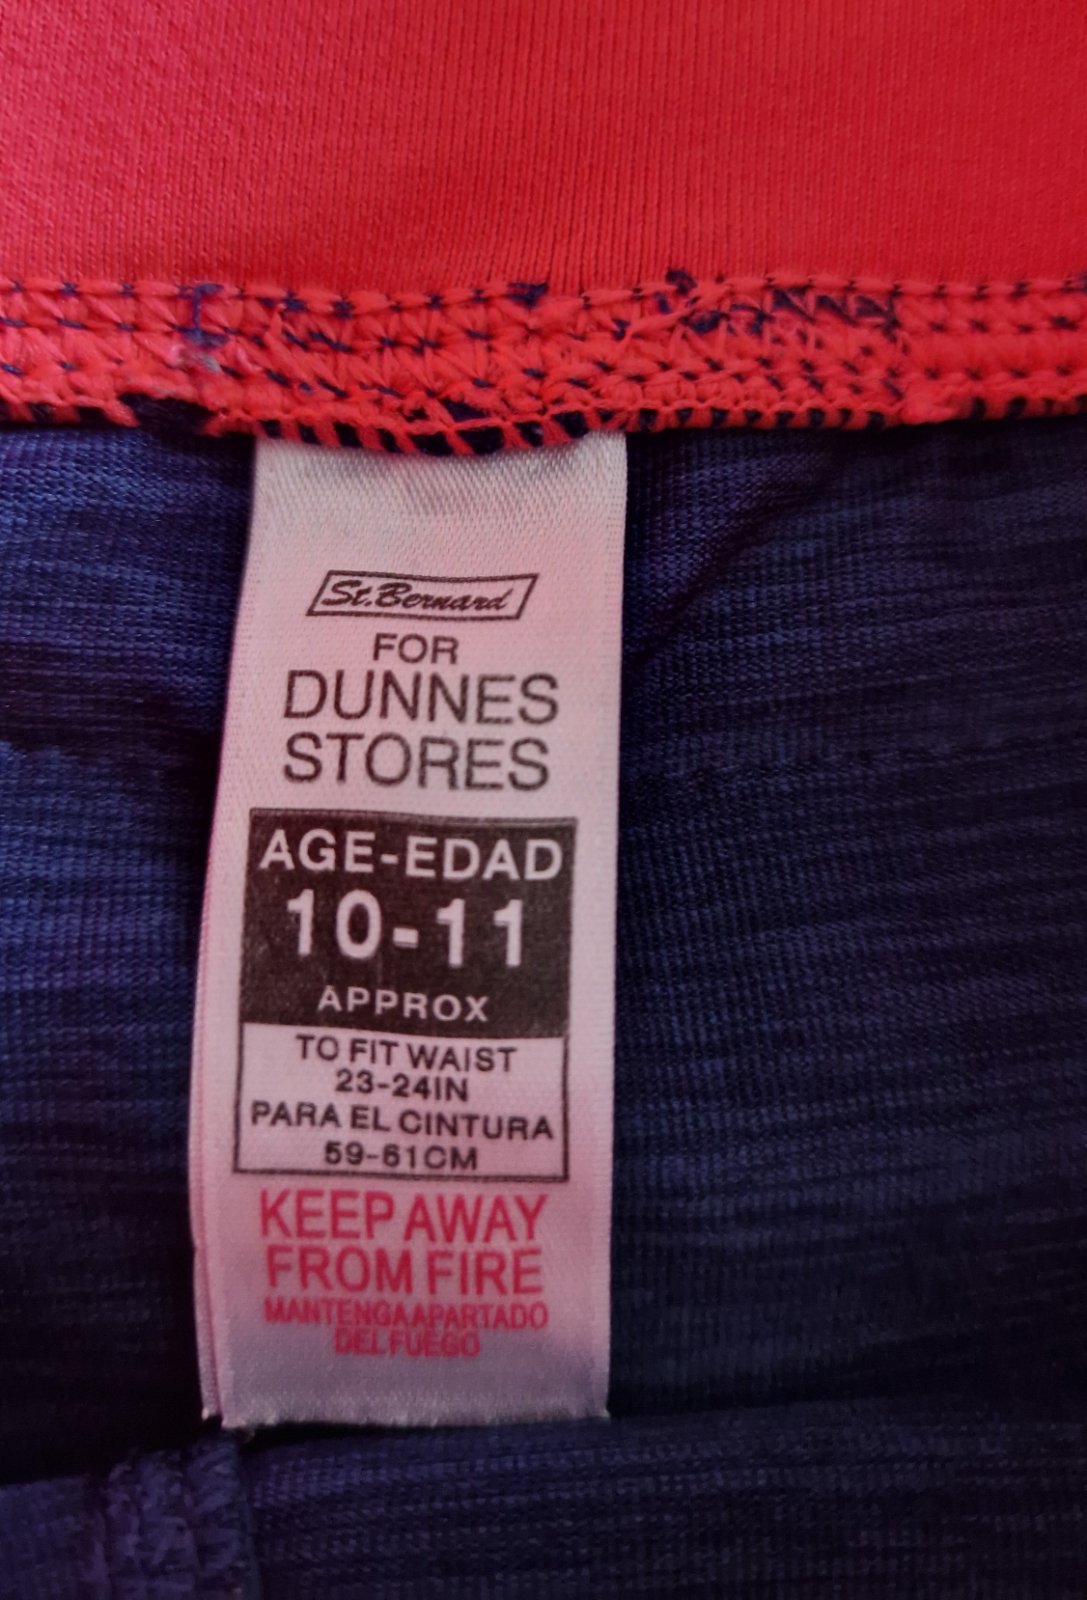 St.Bernard
FOR
DUNNES
STORES
AGE-EDAD
10-11
APPROX
TO FIT WAIST
23-24IN
PARA EL CINTURA
59-61CM
KEEP AWAY
FROM FIRE
MANTENGA APARTADO
DEL FUEGO